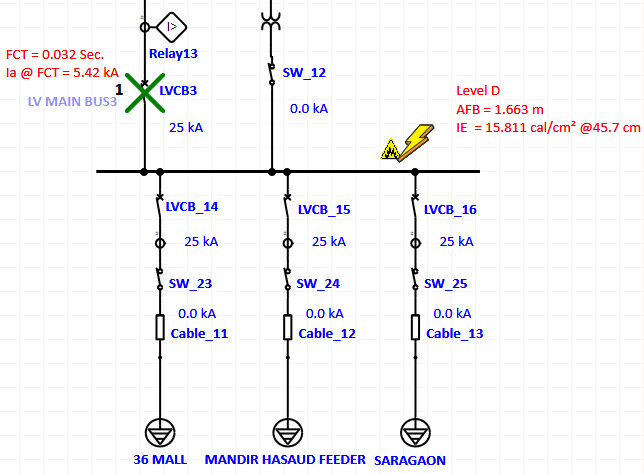 I>
Relay13
FCT = 0.032 Sec.
Ia @ FCT = 5.42 kA
1
LVCB3
LV MAIN BUS3
25 kA
SW_12
0.0 kA
Level D
AFB = 1.663 m
IE = 15.811 cal/cm² @45.7 cm
LVCB_14
LVCB_15
LVCB_16
25 kA
25 kA
25 kA
SW_23
SW_24
SW_25
0.0 kA
0.0 kA
0.0 kA
Cable_11
Cable_12
Cable_13
36 MALL
MANDIR HASAUD FEEDER
SARAGAON